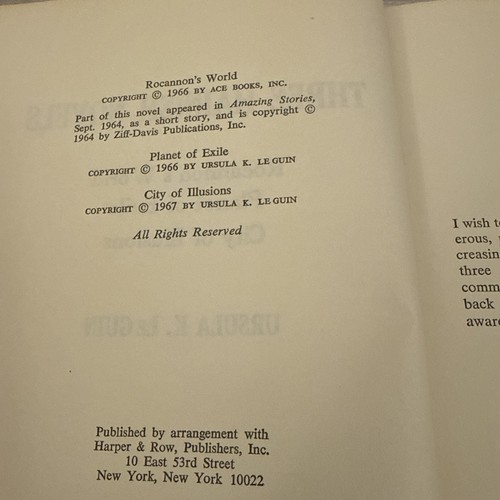 Rocannon's World
COPYRIGHT © 1966 BY ACE BOOKS, INC.
Part of this novel appeared in Amazing Stories,
Sept. 1964, as a short story, and is copyright ©
1964 by Ziff-Davis Publications, Inc.
Planet of Exile
COPYRIGHT © 1966 BY URSULA K. LE GUIN
City of Illusions
COPYRIGHT © 1967 BY URSULA K. LE GUIN
All Rights Reserved
Published by arrangement with
Harper & Row, Publishers, Inc.
10 East 53rd Street
New York, New York 10022
I wish
erous,
three
back